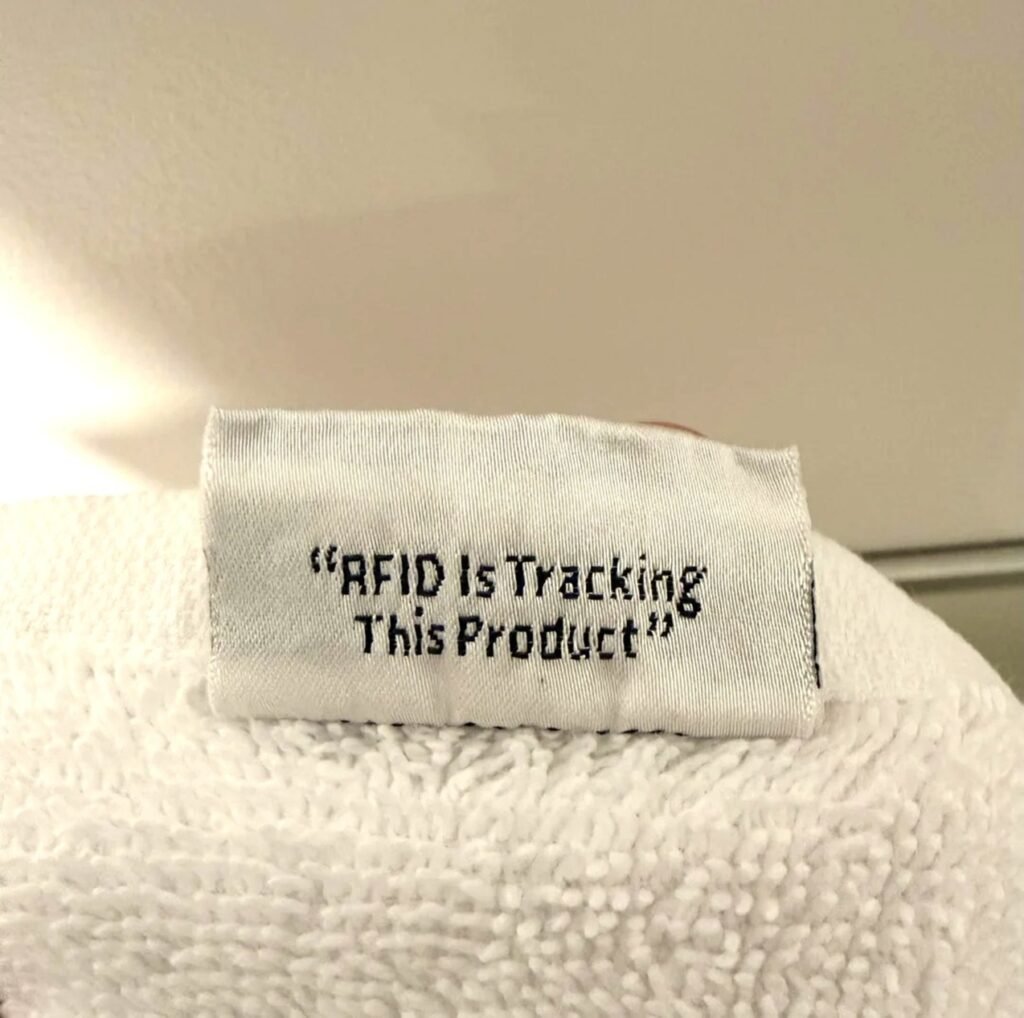 “RFID Is Tracking
This Product”